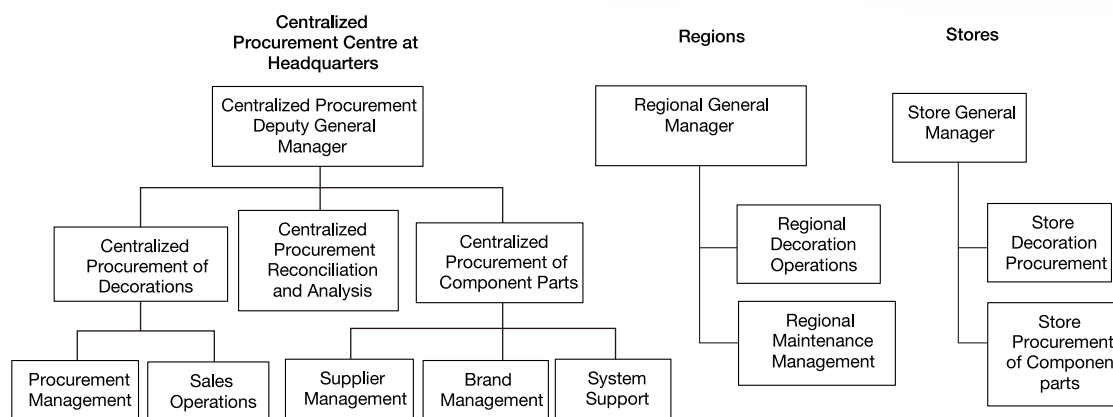 Centralized
Procurement Centre at
Headquarters
Regions
Stores
Centralized Procurement
Deputy General
Manager
Regional General
Manager
Store General
Manager
Centralized
Procurement of
Decorations
Centralized
Procurement
Reconciliation
and Analysis
Centralized
Procurement of
Component Parts
Regional
Decoration
Operations
Store
Decoration
Procurement
Regional
Maintenance
Management
Store
Procurement
of Component
parts
Procurement
Management
Sales
Operations
Supplier
Management
Brand
Management
System
Support